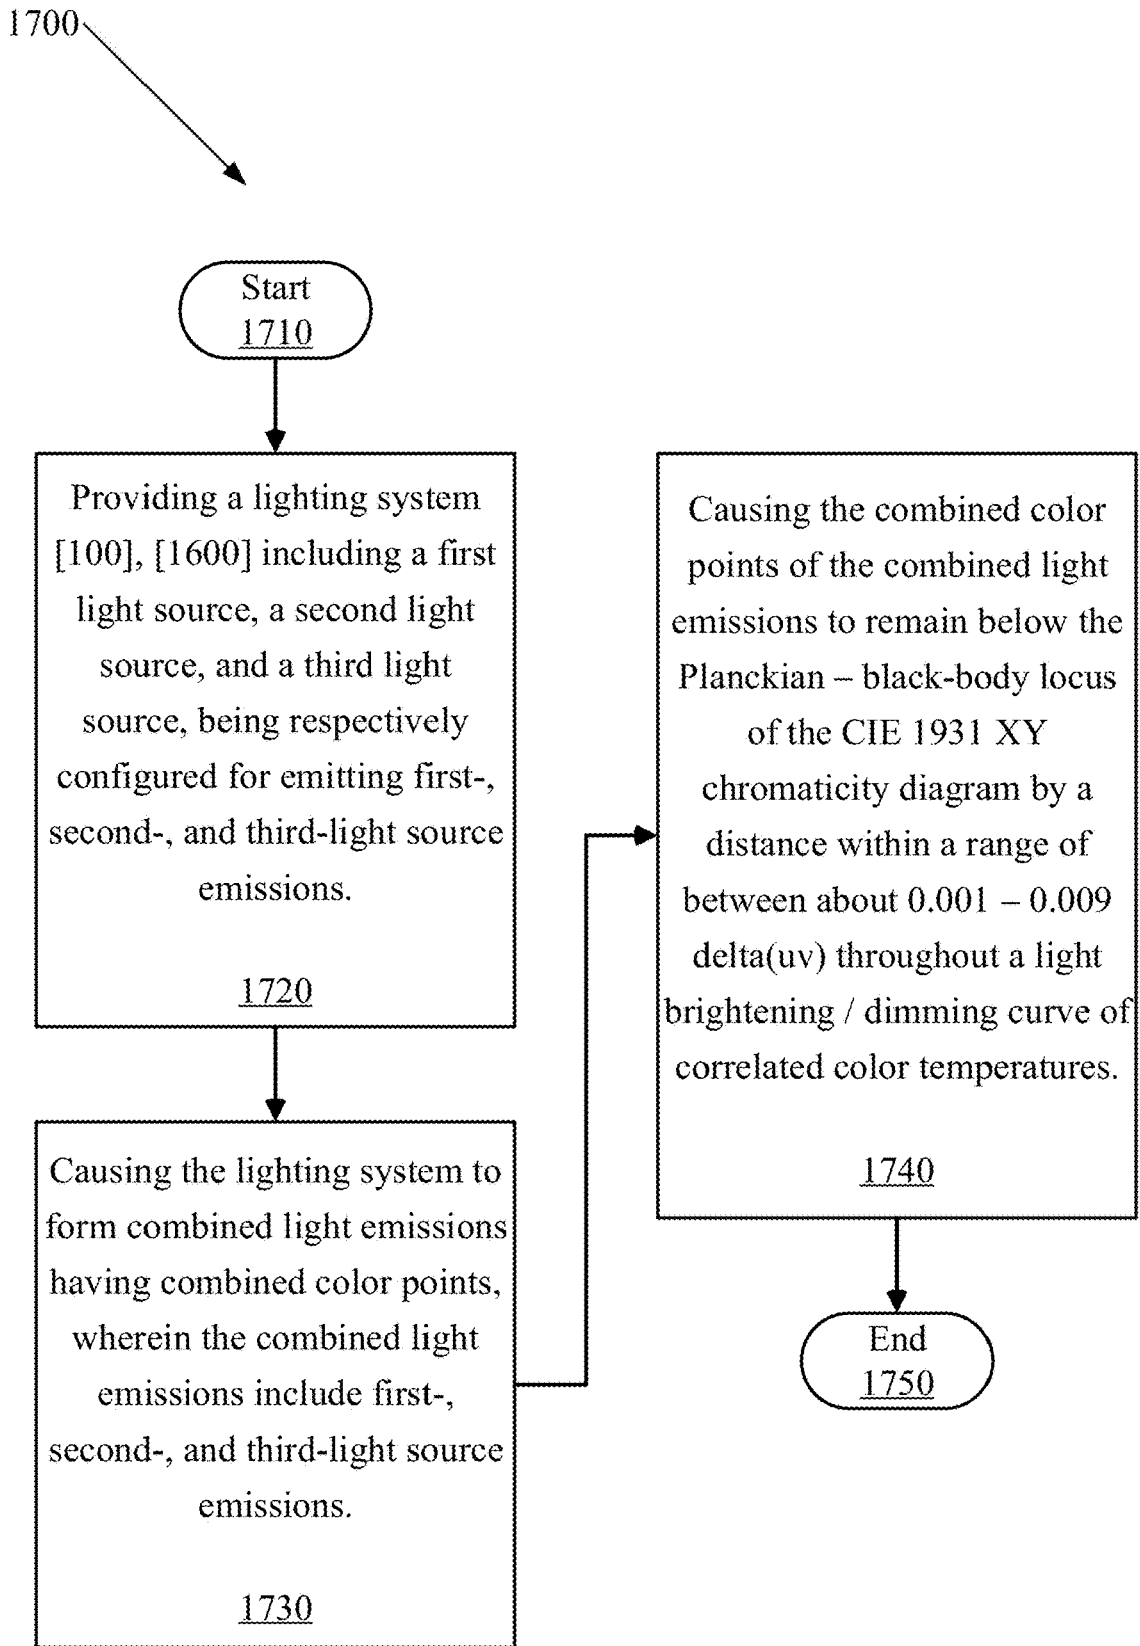 1700
Start
1710
Providing a lighting system
[100], [1600] including a first
light source, a second light
source, and a third light
source, being respectively
configured for emitting first-,
second-, and third-light source
emissions.
1720
Causing the lighting system to
form combined light emissions
having combined color points,
wherein the combined light
emissions include first-,
second-, and third-light source
emissions.
1730
Causing the combined color
points of the combined light
emissions to remain below the
Planckian – black-body locus
of the CIE 1931 XY
chromaticity diagram by a
distance within a range of
between about 0.001 – 0.009
delta(uv) throughout a light
brightening / dimming curve of
correlated color temperatures.
1740
End
1750